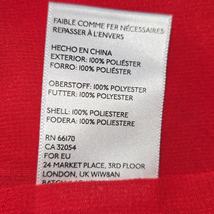 FAIBLE COMME FER NÉCESSAIRES
REPASSER À L'ENVERS
HECHO EN CHINA
EXTERIOR: 100% POLIÉSTER
FORRO: 100% POLIÉSTER
OBERSTOFF: 100% POLYESTER
FUTTER: 100% POLYESTER
SHELL: 100% POLIESTERE
FODERA: 100% POLIESTERE
RN 66170
CA 32054
FOR EU
24 MARKET PLACE, 3RD FLOOR
LONDON, UK W1W8AN